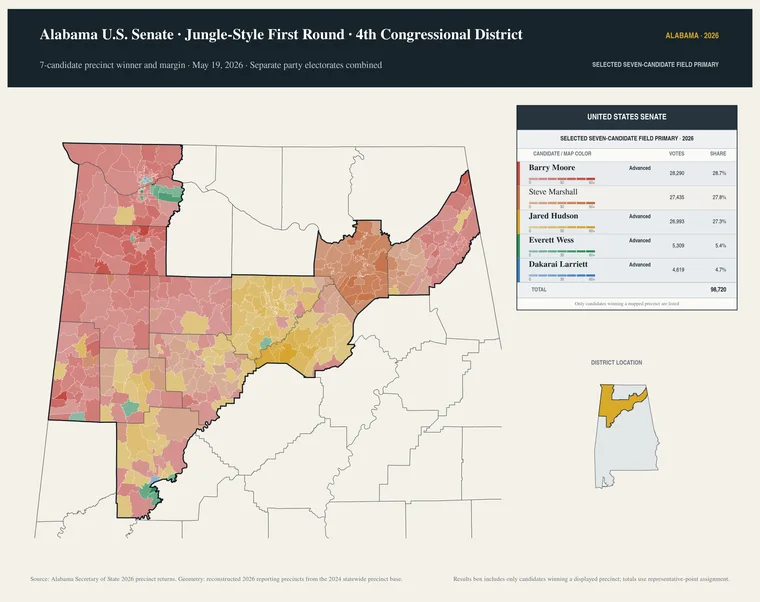 Alabama U.S. Senate · Jungle-Style First Round · 4th Congressional District
ALABAMA · 2026
7-candidate precinct winner and margin · May 19, 2026 · Separate party electorates combined
SELECTED SEVEN-CANDIDATE FIELD PRIMARY
UNITED STATES SENATE
SELECTED SEVEN-CANDIDATE FIELD PRIMARY · 2026
CANDIDATE / MAP COLOR VOTES SHARE
Barry Moore Advanced 28,290 28.7%
Steve Marshall 27,435 27.8%
Jared Hudson Advanced 26,993 27.3%
Everett Wess Advanced 5,309 5.4%
Dakarai Larriett Advanced 4,619 4.7%
TOTAL 98,720
Only candidates winning a mapped precinct are listed
DISTRICT LOCATION
Source: Alabama Secretary of State 2026 precinct returns. Geometry: reconstructed 2026 reporting precincts from the 2024 statewide precinct base.
Results box includes only candidates winning a displayed precinct; totals use representative-point assignment.